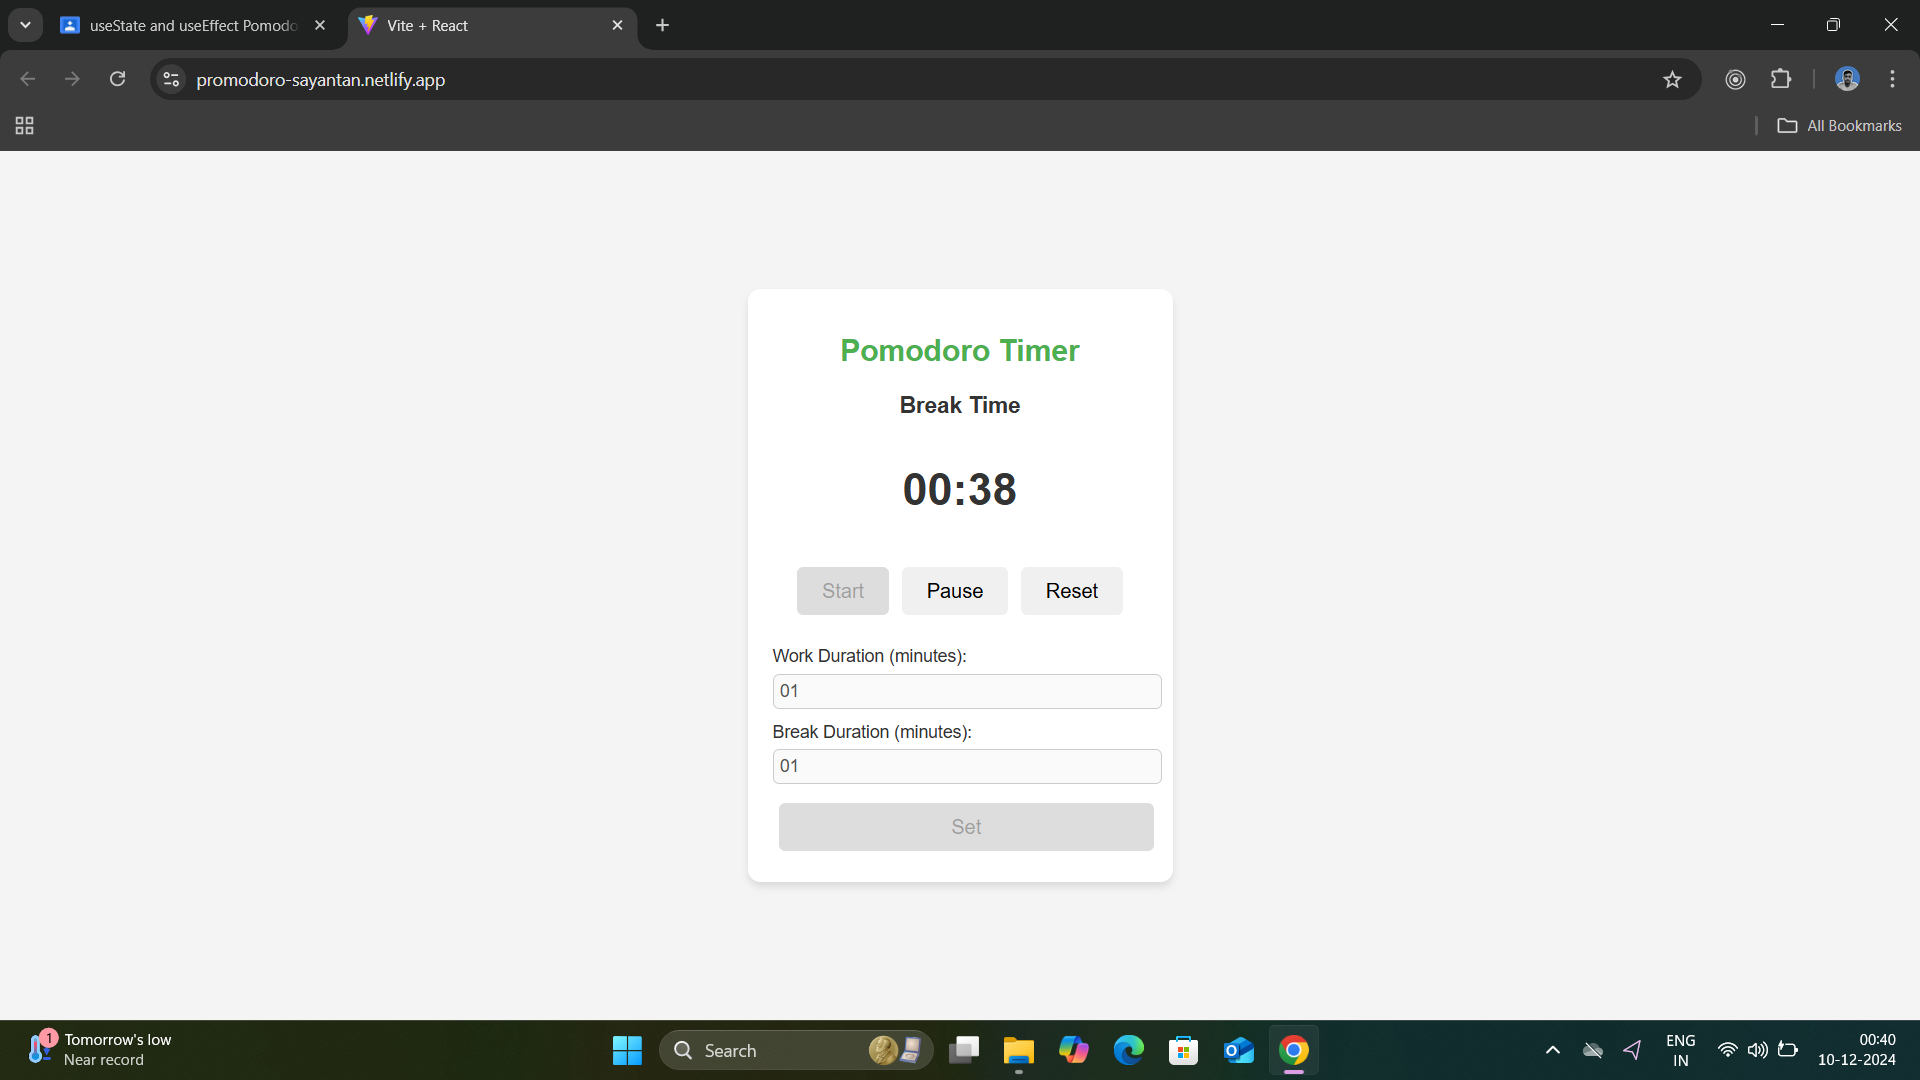 useState and useEffect Pomodo
Vite + React
promodoro-sayantan.netlify.app
All Bookmarks
Pomodoro Timer
Break Time
00:38
Start Pause Reset
Work Duration (minutes):
01
Break Duration (minutes):
01
Set
1
Tomorrow's low
Near record
Search
ENG
IN
00:40
10-12-2024